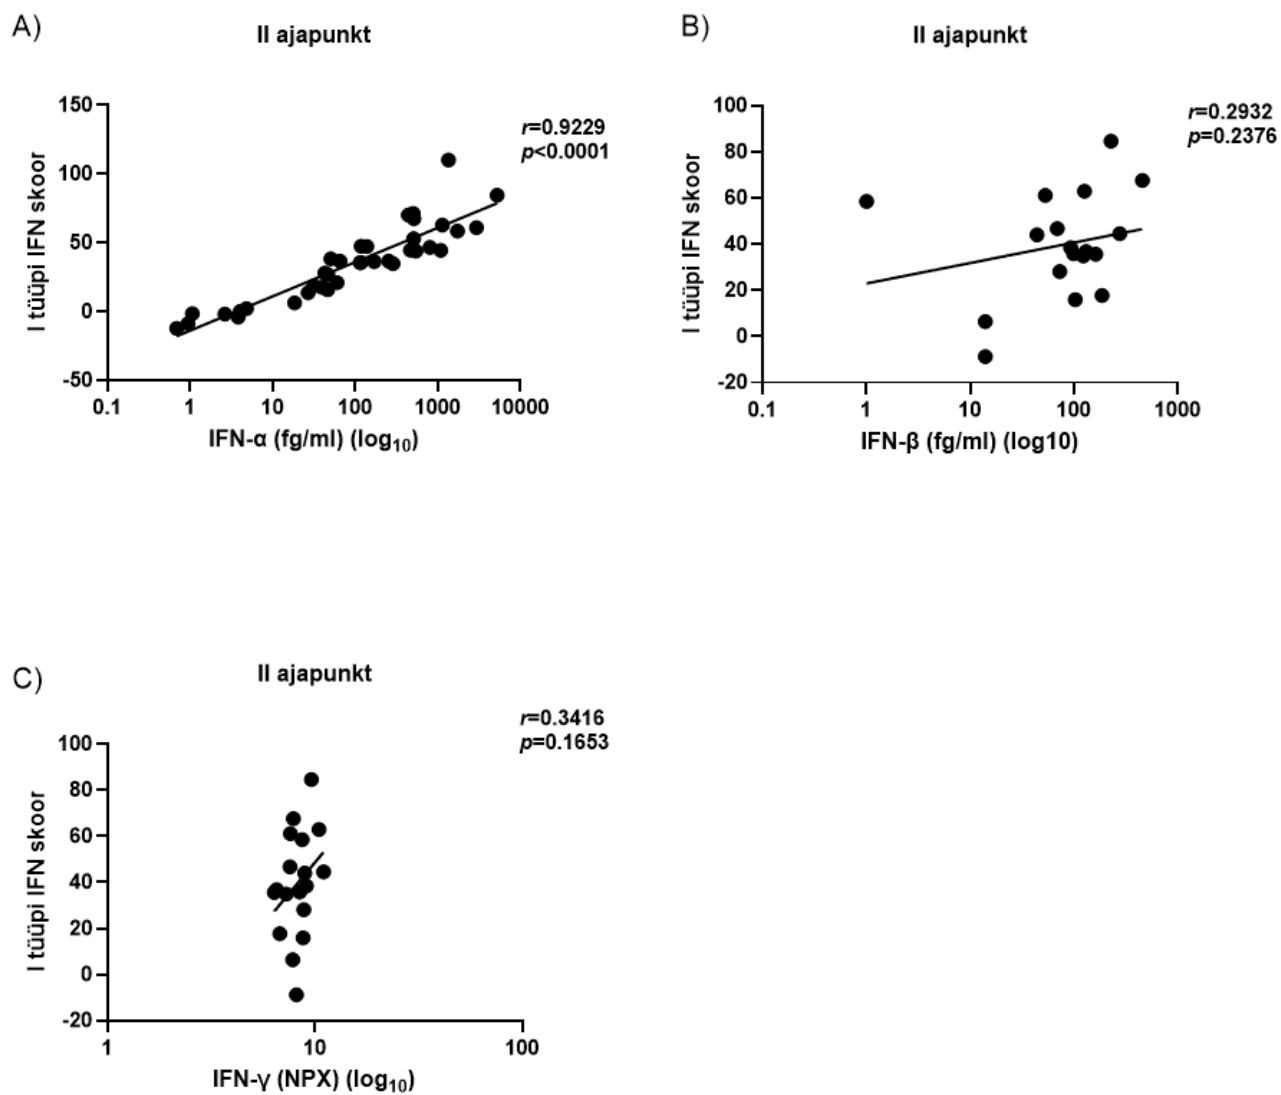 A)
II ajapunkt
r=0.9229
p<0.0001
I tüüpi IFN skoor
150
100
50
0
-50
0.1 1 10 100 1000 10000
IFN-α (fg/ml) (log₁₀)
B)
II ajapunkt
r=0.2932
p=0.2376
I tüüpi IFN skoor
100
80
60
40
20
0
-20
0.1 1 10 100 1000
IFN-β (fg/ml) (log10)
C)
II ajapunkt
r=0.3416
p=0.1653
I tüüpi IFN skoor
100
80
60
40
20
0
-20
1 10 100
IFN-γ (NPX) (log₁₀)